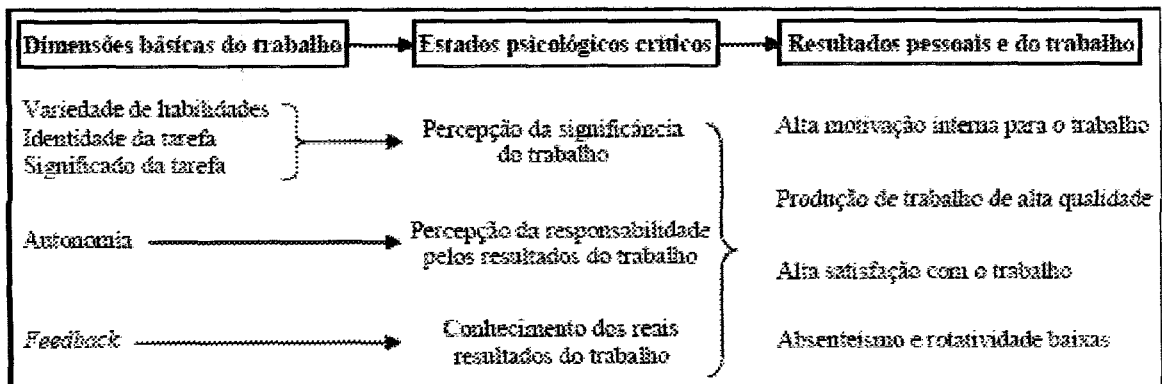 Dimensões básicas do trabalho
Estados psicológicos críticos
Resultados pessoais e do trabalho
Variedade de habilidades
Identidade da tarefa
Significado da tarefa
Percepção da significância
do trabalho
Alta motivação interna para o trabalho
Produção de trabalho de alta qualidade
Autonomia
Percepção da responsabilidade
pelos resultados do trabalho
Alta satisfação com o trabalho
Feedback
Conhecimento dos reais
resultados do trabalho
Absenteísmo e rotatividade baixas